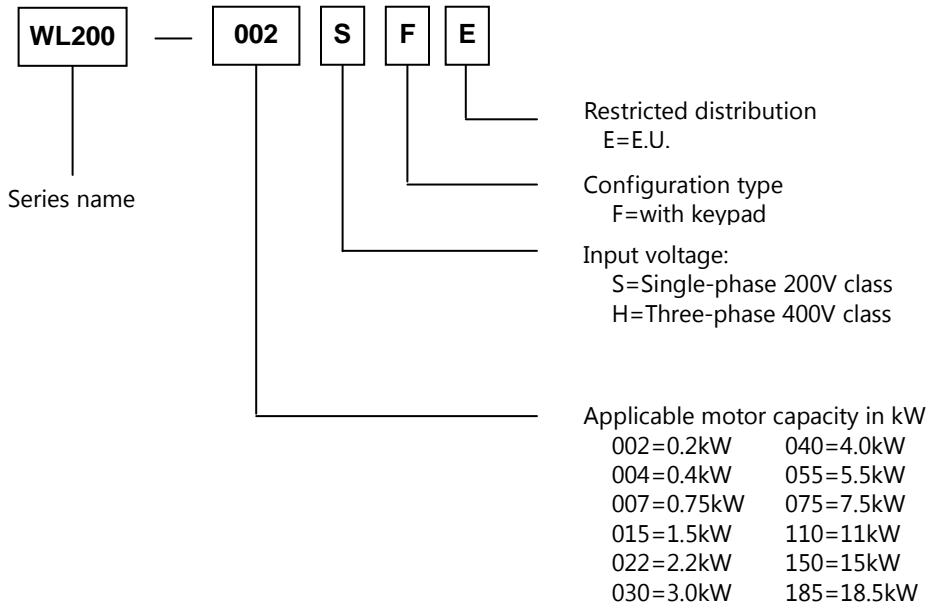 WL200 — 002 S F E
Restricted distribution
E=E.U.
Configuration type
F=with keypad
Series name
Input voltage:
S=Single-phase 200V class
H=Three-phase 400V class
Applicable motor capacity in kW
002=0.2kW 040=4.0kW
004=0.4kW 055=5.5kW
007=0.75kW 075=7.5kW
015=1.5kW 110=11kW
022=2.2kW 150=15kW
030=3.0kW 185=18.5kW